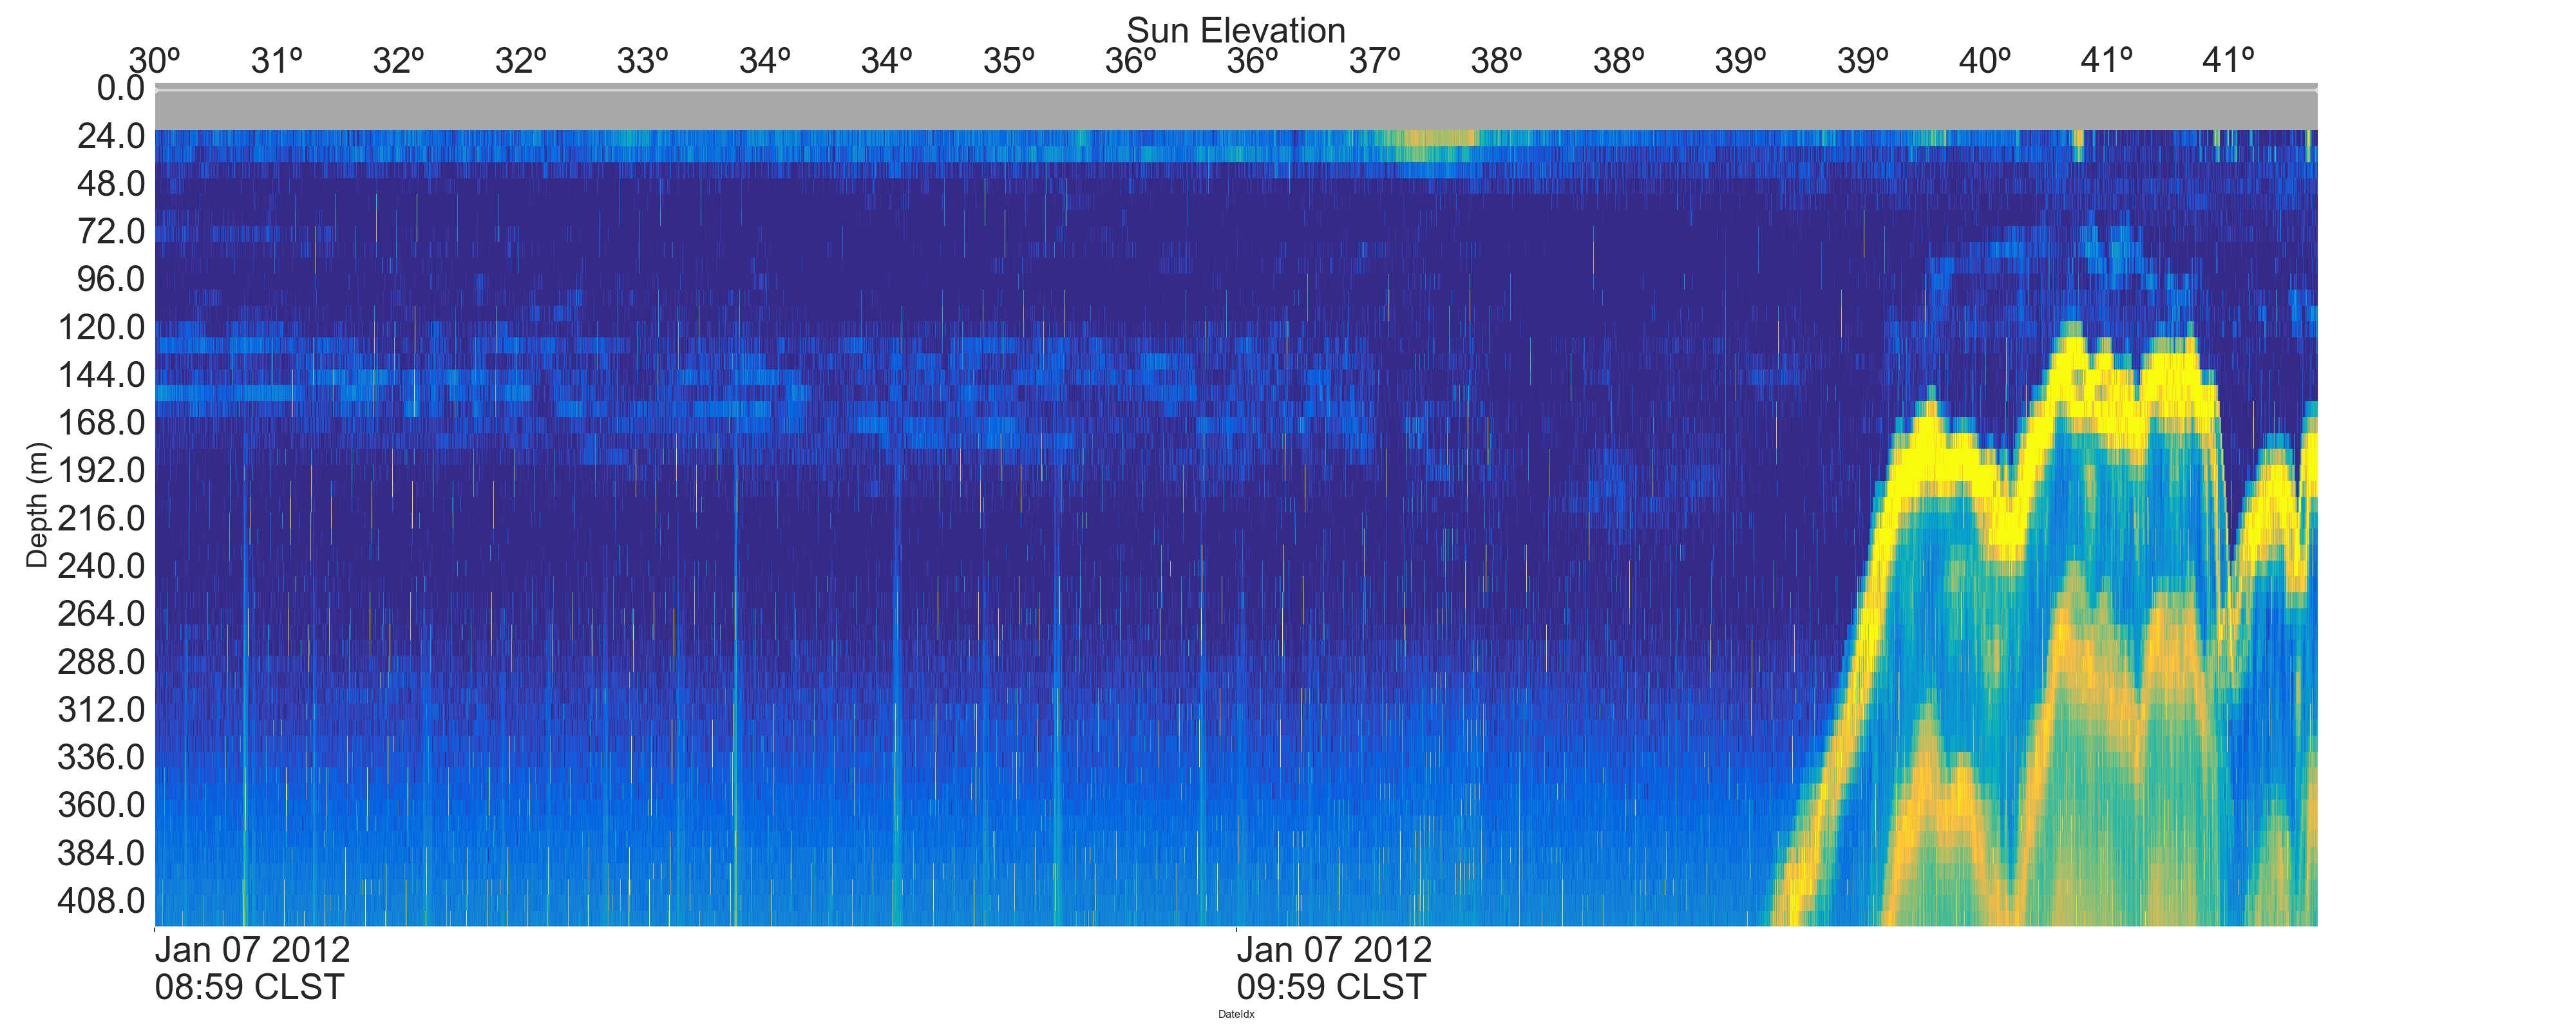 Sun Elevation
30º 31º 32º 32º 33º 34º 34º 35º 36º 36º 37º 38º 38º 39º 39º 40º 41º 41º
0.0
24.0
48.0
72.0
96.0
120.0
144.0
168.0
192.0
216.0
240.0
264.0
288.0
312.0
336.0
360.0
384.0
408.0
Depth (m)
Jan 07 2012
08:59 CLST
Jan 07 2012
09:59 CLST
DateIdx